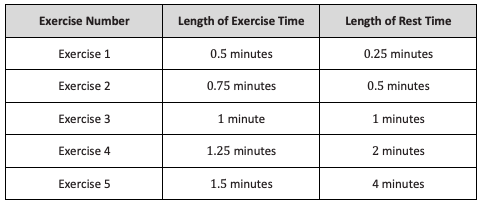 Exercise Number Length of Exercise Time Length of Rest Time
Exercise 1 0.5 minutes 0.25 minutes
Exercise 2 0.75 minutes 0.5 minutes
Exercise 3 1 minute 1 minutes
Exercise 4 1.25 minutes 2 minutes
Exercise 5 1.5 minutes 4 minutes